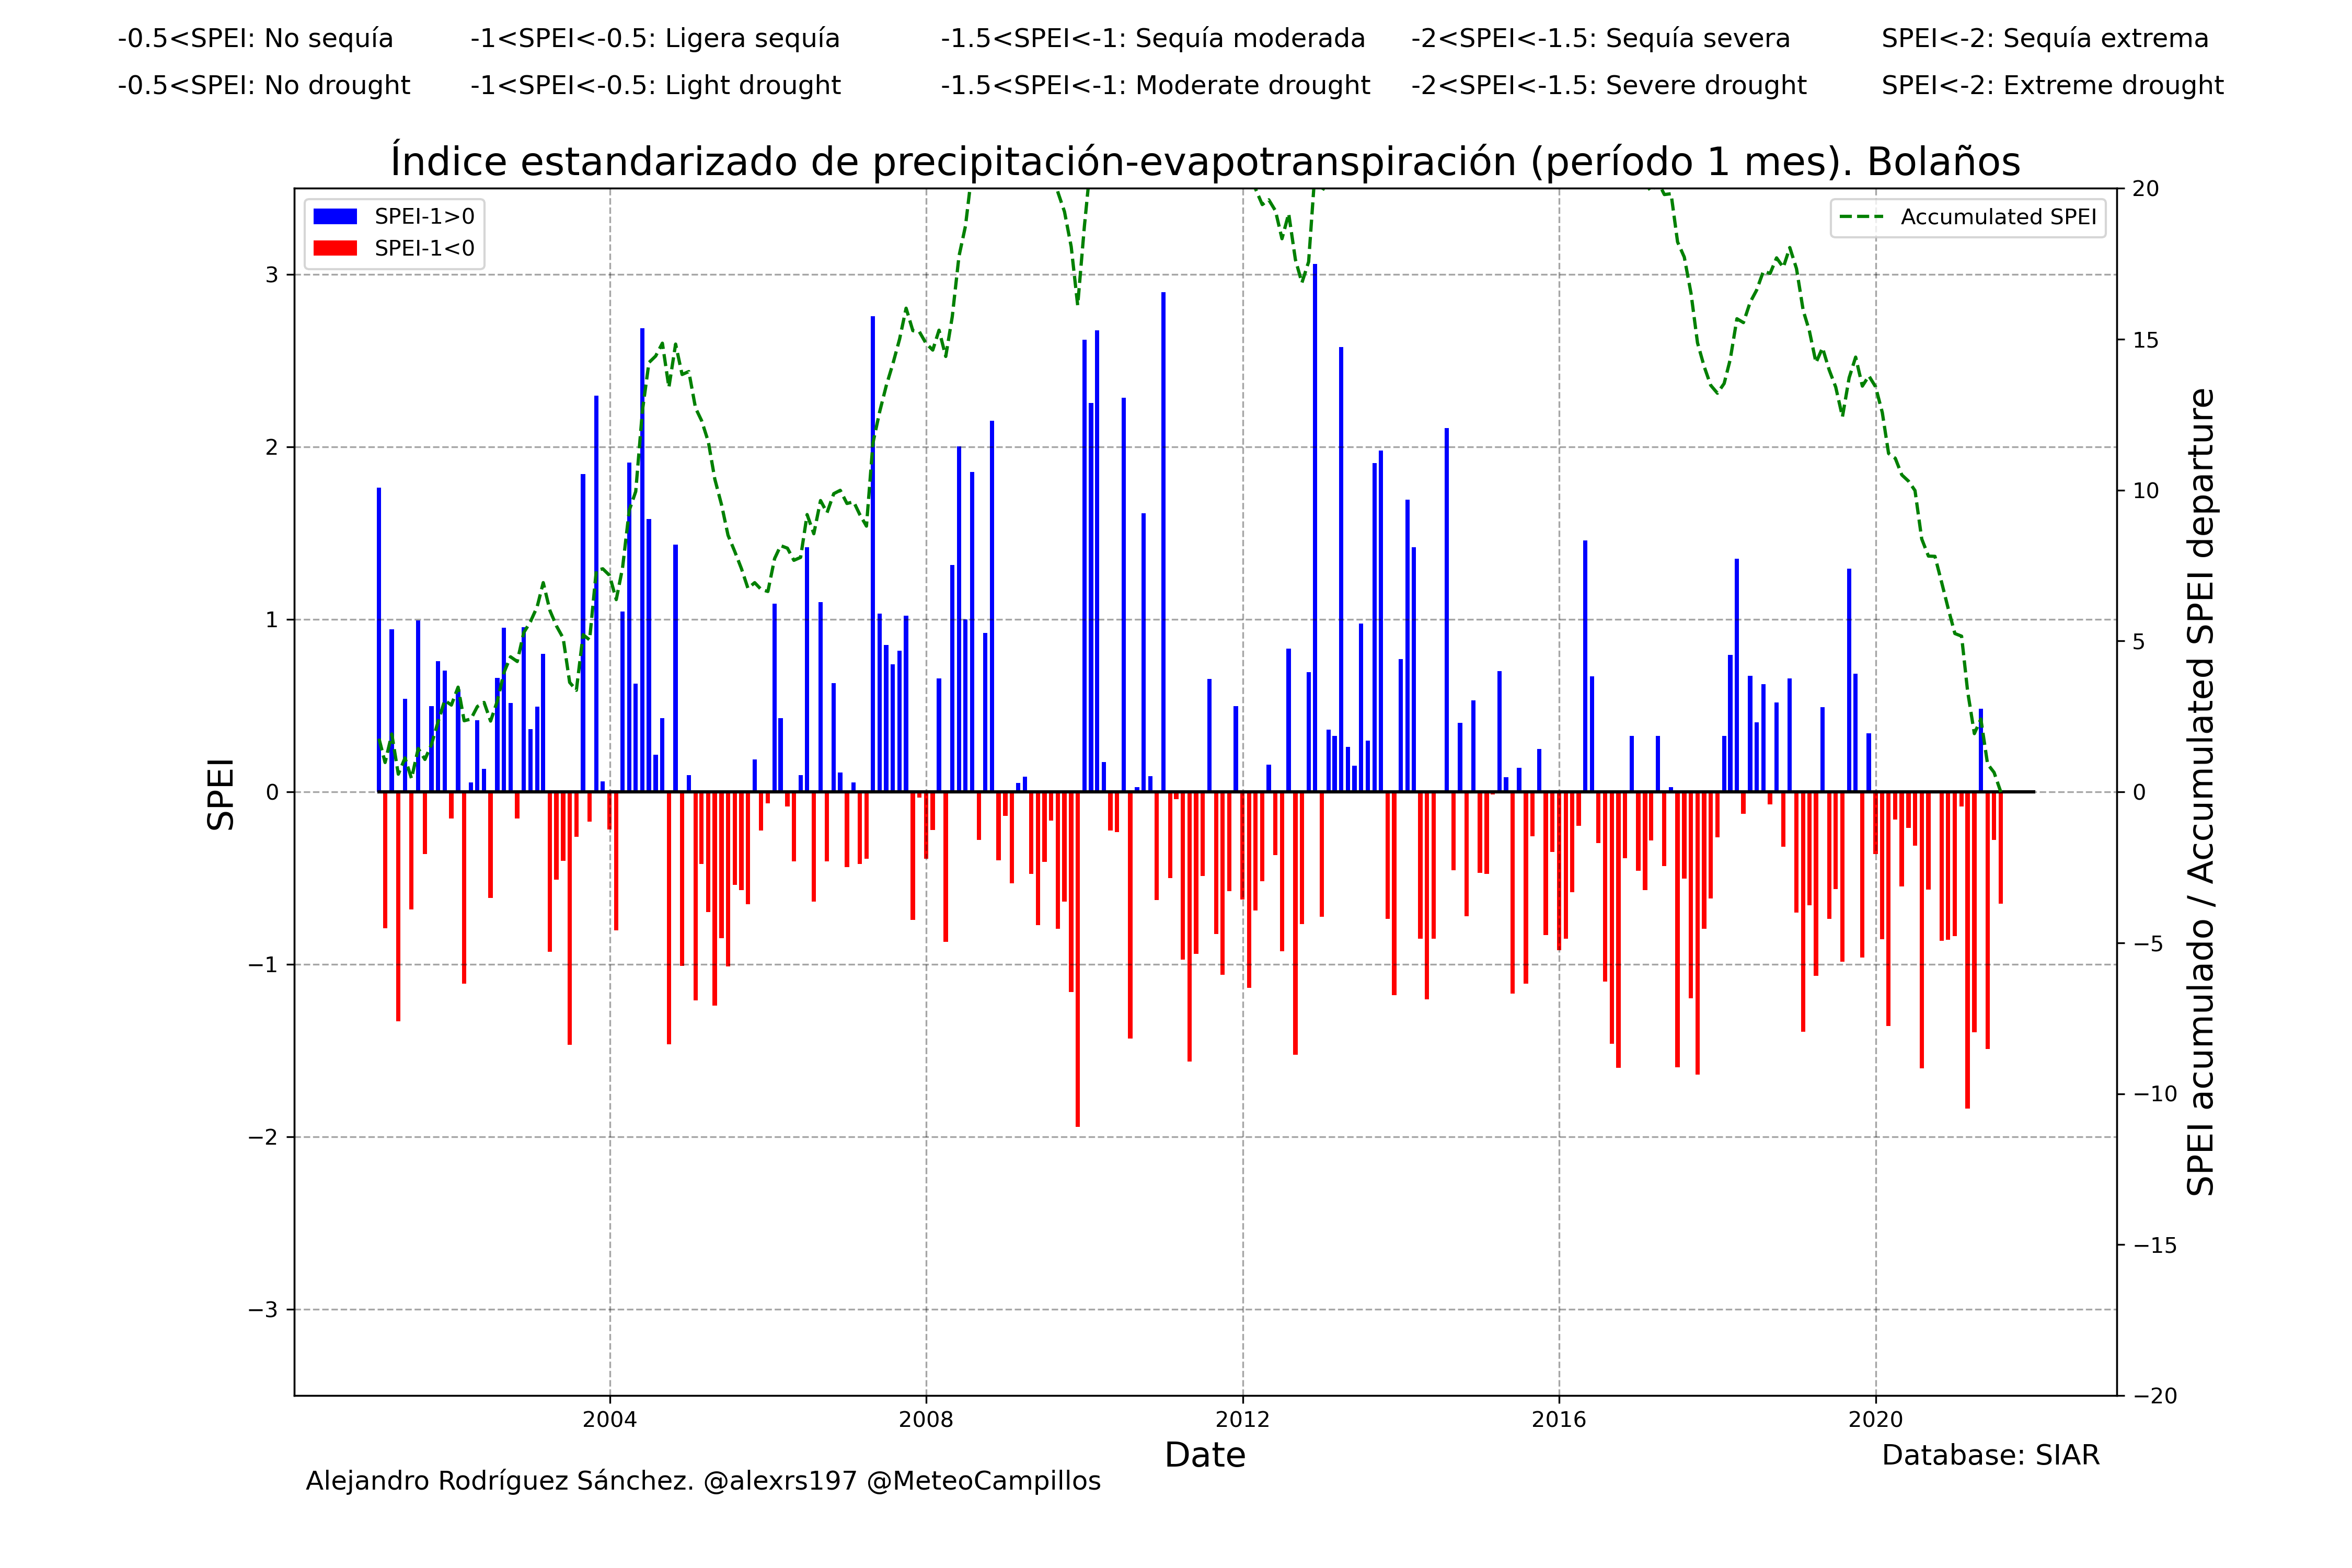 -0.5<SPEI: No sequía -1<SPEI<-0.5: Ligera sequía -1.5<SPEI<-1: Sequía moderada -2<SPEI<-1.5: Sequía severa SPEI<-2: Sequía extrema
-0.5<SPEI: No drought -1<SPEI<-0.5: Light drought -1.5<SPEI<-1: Moderate drought -2<SPEI<-1.5: Severe drought SPEI<-2: Extreme drought
Índice estandarizado de precipitación-evapotranspiración (período 1 mes). Bolaños
SPEI-1>0
SPEI-1<0
Accumulated SPEI
SPEI
3
2
1
0
−1
−2
−3
20
15
10
5
0
−5
−10
−15
−20
SPEI acumulado / Accumulated SPEI departure
2004 2008 2012 2016 2020
Date
Database: SIAR
Alejandro Rodríguez Sánchez. @alexrs197 @MeteoCampillos